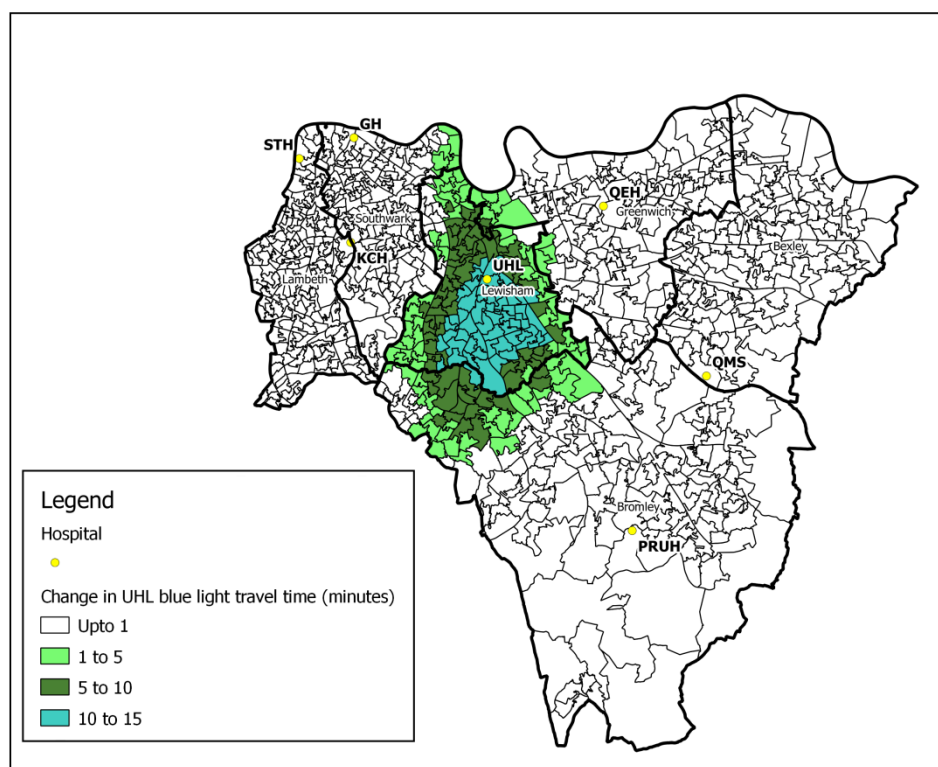 GH
STH
QEH
Southwark
Greenwich
KCH
Bexley
UHL
Lambeth
Lewisham
QMS
Bromley
PRUH
Legend
Hospital
Change in UHL blue light travel time (minutes)
Upto 1
1 to 5
5 to 10
10 to 15